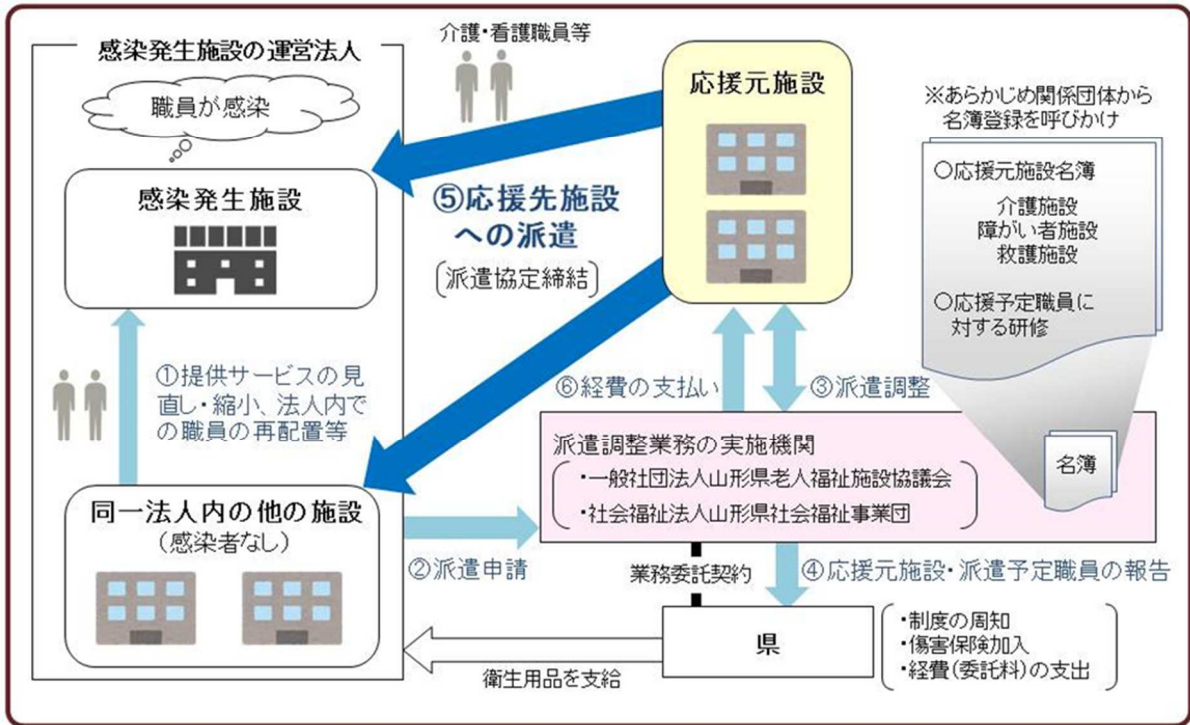 感染発生施設の運営法人
職員が感染
感染発生施設
①提供サービスの見
直し・縮小、法人内で
の職員の再配置等
同一法人内の他の施設
(感染者なし)
介護・看護職員等
⑤応援先施設
への派遣
派遣協定締結
応援元施設
※あらかじめ関係団体から
名簿登録を呼びかけ
○応援元施設名簿
介護施設
障がい者施設
救護施設
○応援予定職員に
対する研修
⑥経費の支払い
③派遣調整
派遣調整業務の実施機関
・一般社団法人山形県老人福祉施設協議会
・社会福祉法人山形県社会福祉事業団
名簿
②派遣申請
業務委託契約
④応援元施設・派遣予定職員の報告
県
・制度の周知
・傷害保険加入
・経費(委託料)の支出
衛生用品を支給